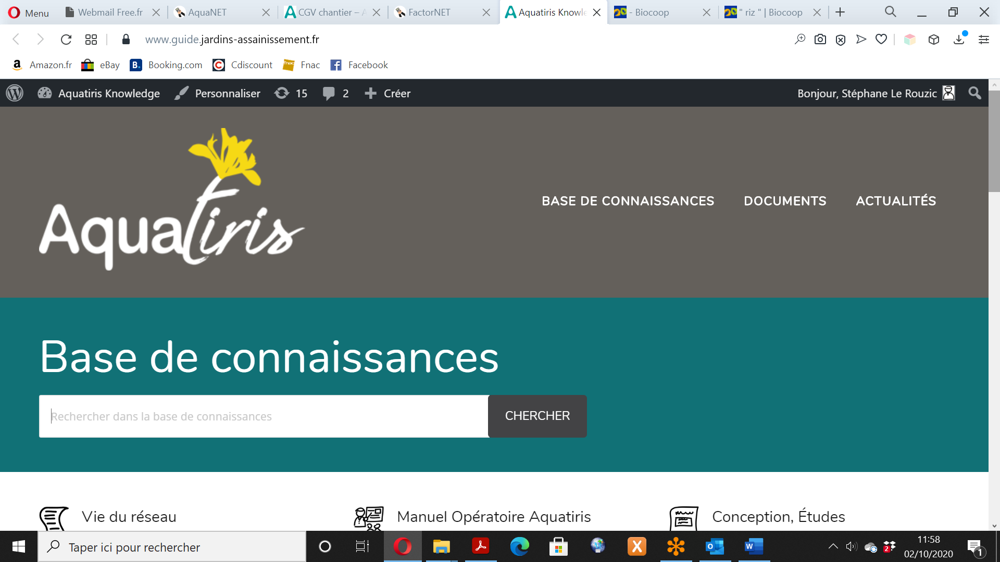 Menu
Webmail Free.fr
AquaNET
CGV chantier –
FactorNET
Aquatiris Knowle
- Biocoop
" riz " | Biocoop
www.guide.jardins-assainissement.fr
Amazon.fr
eBay
Booking.com
Cdiscount
Fnac
Facebook
Aquatiris Knowledge
Personnaliser
15
2
Créer
Bonjour, Stéphane Le Rouzic
Aquatiris
BASE DE CONNAISSANCES
DOCUMENTS
ACTUALITÉS
Base de connaissances
Rechercher dans la base de connaissances
CHERCHER
Vie du réseau
Manuel Opératoire Aquatiris
Conception, Études
Taper ici pour rechercher
2
11:58
02/10/2020
1